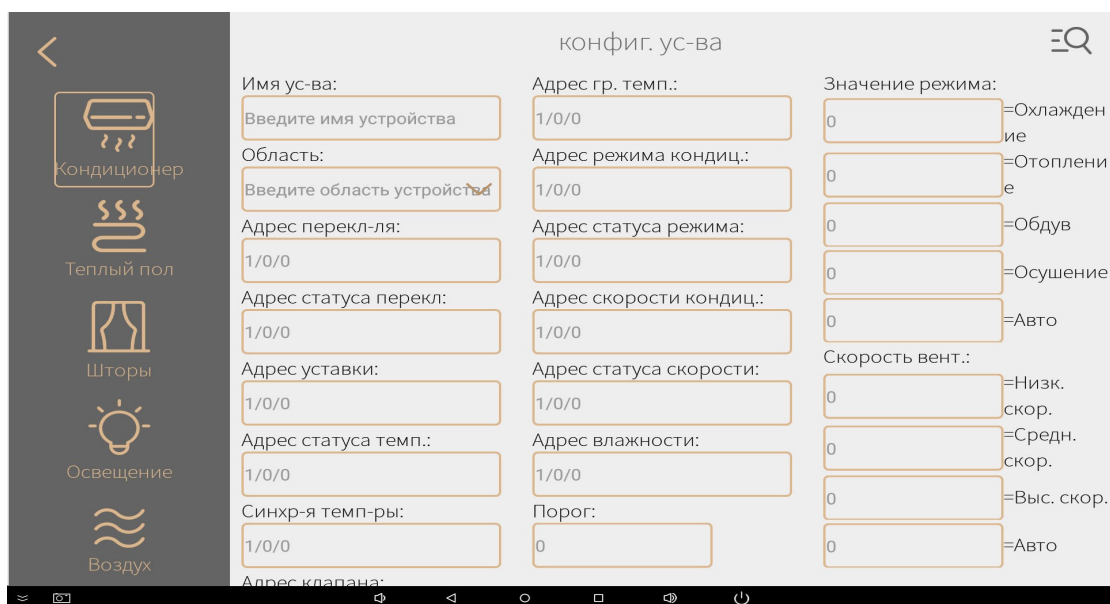 конфиг. ус-ва
Кондиционер
Теплый пол
Шторы
Освещение
Воздух
Имя ус-ва:
Введите имя устройства
Область:
Введите область устройства
Адрес перекл-ля:
1/0/0
Адрес статуса перекл:
1/0/0
Адрес уставки:
1/0/0
Адрес статуса темп.:
1/0/0
Синхр-я темп-ры:
1/0/0
Адрес клапана:
Адрес гр. темп.:
1/0/0
Адрес режима кондиц.:
1/0/0
Адрес статуса режима:
1/0/0
Адрес скорости кондиц.:
1/0/0
Адрес статуса скорости:
1/0/0
Адрес влажности:
1/0/0
Порог:
0
Значение режима:
0 =Охлажден
ие
0 =Отоплени
е
0 =Обдув
0 =Осушение
0 =Авто
Скорость вент.:
0 =Низк.
скор.
0 =Средн.
скор.
0 =Выс. скор.
0 =Авто